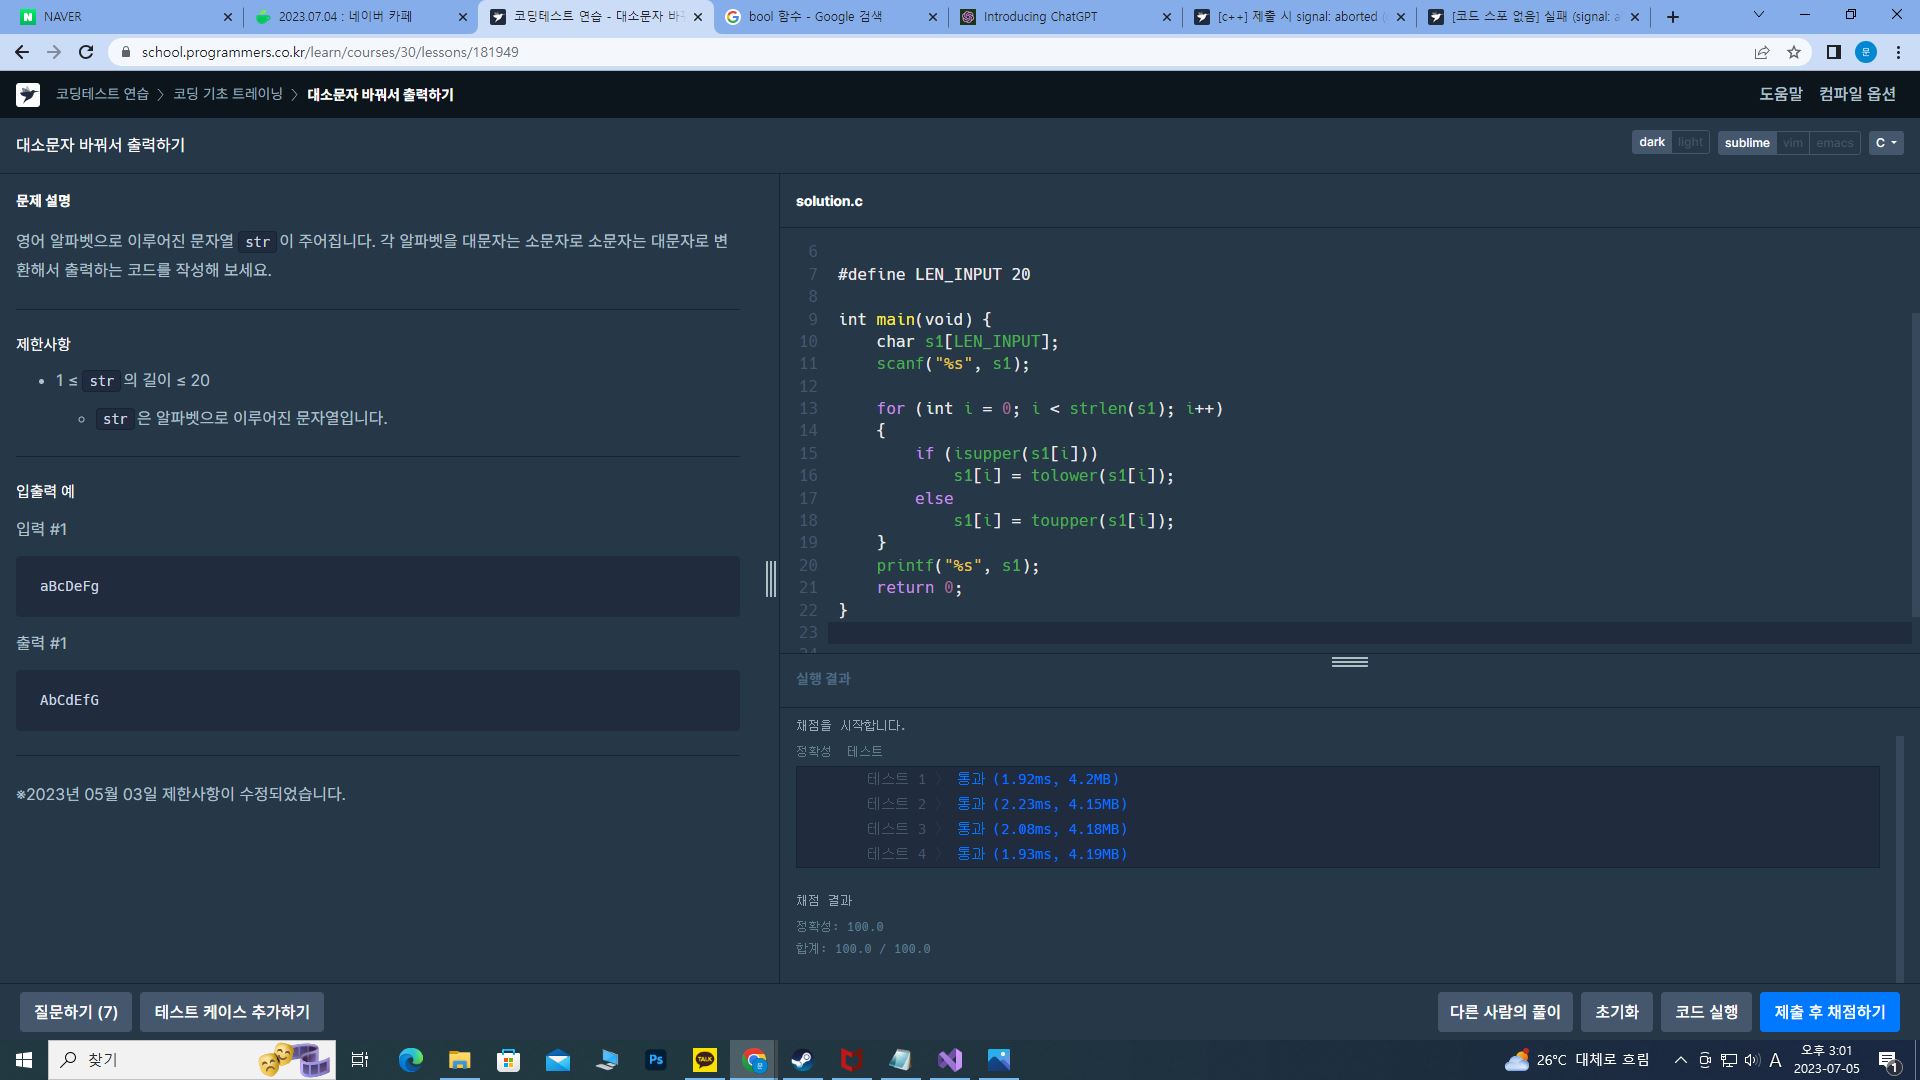 NAVER
2023.07.04 : 네이버 카페
코딩테스트 연습 - 대소문자 바꿔
bool 함수 - Google 검색
Introducing ChatGPT
[c++] 제출 시 signal: aborted
[코드 스포 없음] 실패 (signal: a
school.programmers.co.kr/learn/courses/30/lessons/181949
문
코딩테스트 연습 > 코딩 기초 트레이닝 > 대소문자 바꿔서 출력하기
도움말 컴파일 옵션
대소문자 바꿔서 출력하기
dark light sublime vim emacs C
문제 설명
영어 알파벳으로 이루어진 문자열 str이 주어집니다. 각 알파벳을 대문자는 소문자로 소문자는 대문자로 변
환해서 출력하는 코드를 작성해 보세요.
제한사항
• 1 ≤ str의 길이 ≤ 20
◦ str은 알파벳으로 이루어진 문자열입니다.
입출력 예
입력 #1
aBcDeFg
출력 #1
AbCdEfG
※2023년 05월 03일 제한사항이 수정되었습니다.
solution.c
6
7 #define LEN_INPUT 20
8
9 int main(void) {
10     char s1[LEN_INPUT];
11     scanf("%s", s1);
12
13     for (int i = 0; i < strlen(s1); i++)
14     {
15         if (isupper(s1[i]))
16             s1[i] = tolower(s1[i]);
17         else
18             s1[i] = toupper(s1[i]);
19     }
20     printf("%s", s1);
21     return 0;
22 }
23
24
실행 결과
채점을 시작합니다.
정확성 테스트
테스트 1 〉 통과 (1.92ms, 4.2MB)
테스트 2 〉 통과 (2.23ms, 4.15MB)
테스트 3 〉 통과 (2.08ms, 4.18MB)
테스트 4 〉 통과 (1.93ms, 4.19MB)
채점 결과
정확성: 100.0
합계: 100.0 / 100.0
질문하기 (7) 테스트 케이스 추가하기
다른 사람의 풀이 초기화 코드 실행 제출 후 채점하기
찾기
Ps
TALK
문
26°C 대체로 흐림
A
오후 3:01
2023-07-05
1